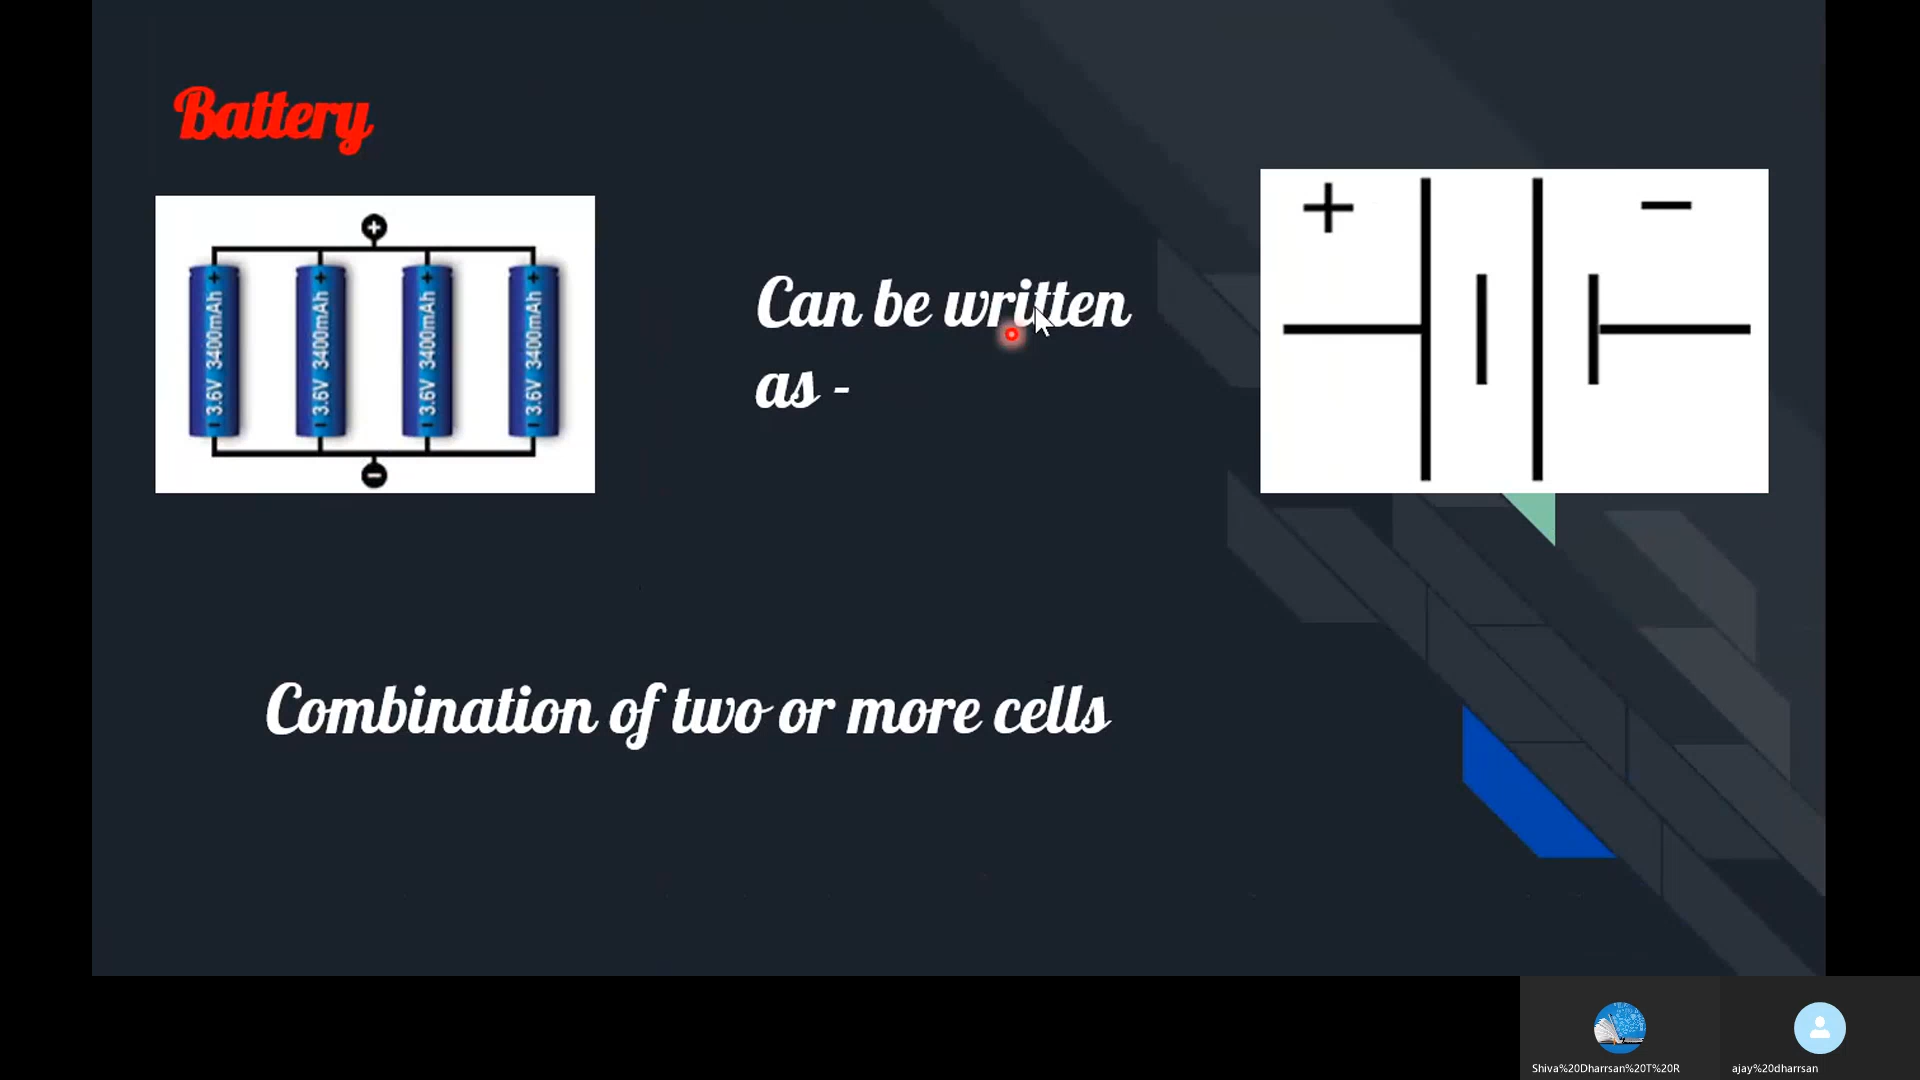 Battery
+
+ + + +
3.6V 3400mAh 3.6V 3400mAh 3.6V 3400mAh 3.6V 3400mAh
- - - -
-
Can be written
as -
+ -
Combination of two or more cells
Shiva%20Dharrsan%20T%20R ajay%20dharrsan